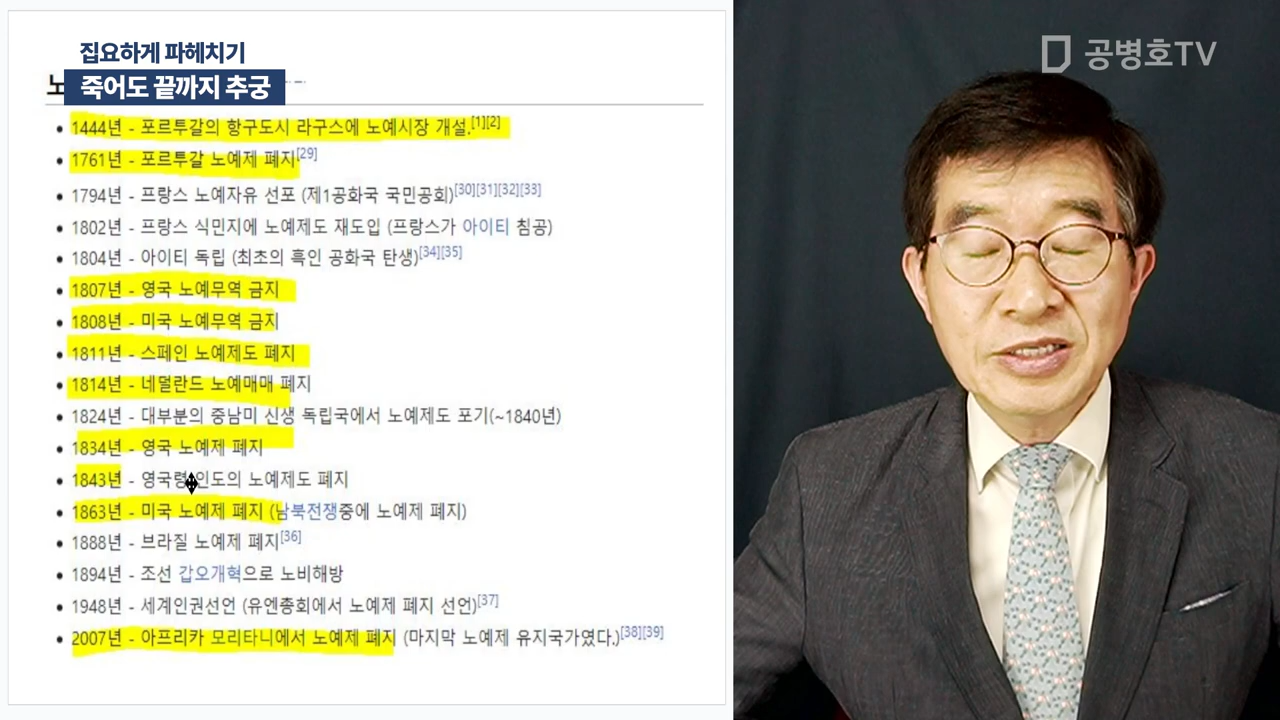 집요하게 파헤치기
노
죽어도 끝까지 추궁
공병호TV
1444년 - 포르투갈의 항구도시 라구스에 노예시장 개설.[1][2]
1761년 - 포르투갈 노예제 폐지[29]
1794년 - 프랑스 노예자유 선포 (제1공화국 국민공회)[30][31][32][33]
1802년 - 프랑스 식민지에 노예제도 재도입 (프랑스가 아이티 침공)
1804년 - 아이티 독립 (최초의 흑인 공화국 탄생)[34][35]
1807년 - 영국 노예무역 금지
1808년 - 미국 노예무역 금지
1811년 - 스페인 노예제도 폐지
1814년 - 네덜란드 노예매매 폐지
1824년 - 대부분의 중남미 신생 독립국에서 노예제도 포기(~1840년)
1834년 - 영국 노예제 폐지
1843년 - 영국령 인도의 노예제도 폐지
1863년 - 미국 노예제 폐지 (남북전쟁중에 노예제 폐지)
1888년 - 브라질 노예제 폐지[36]
1894년 - 조선 갑오개혁으로 노비해방
1948년 - 세계인권선언 (유엔총회에서 노예제 폐지 선언)[37]
2007년 - 아프리카 모리타니에서 노예제 폐지 (마지막 노예제 유지국가였다.)[38][39]